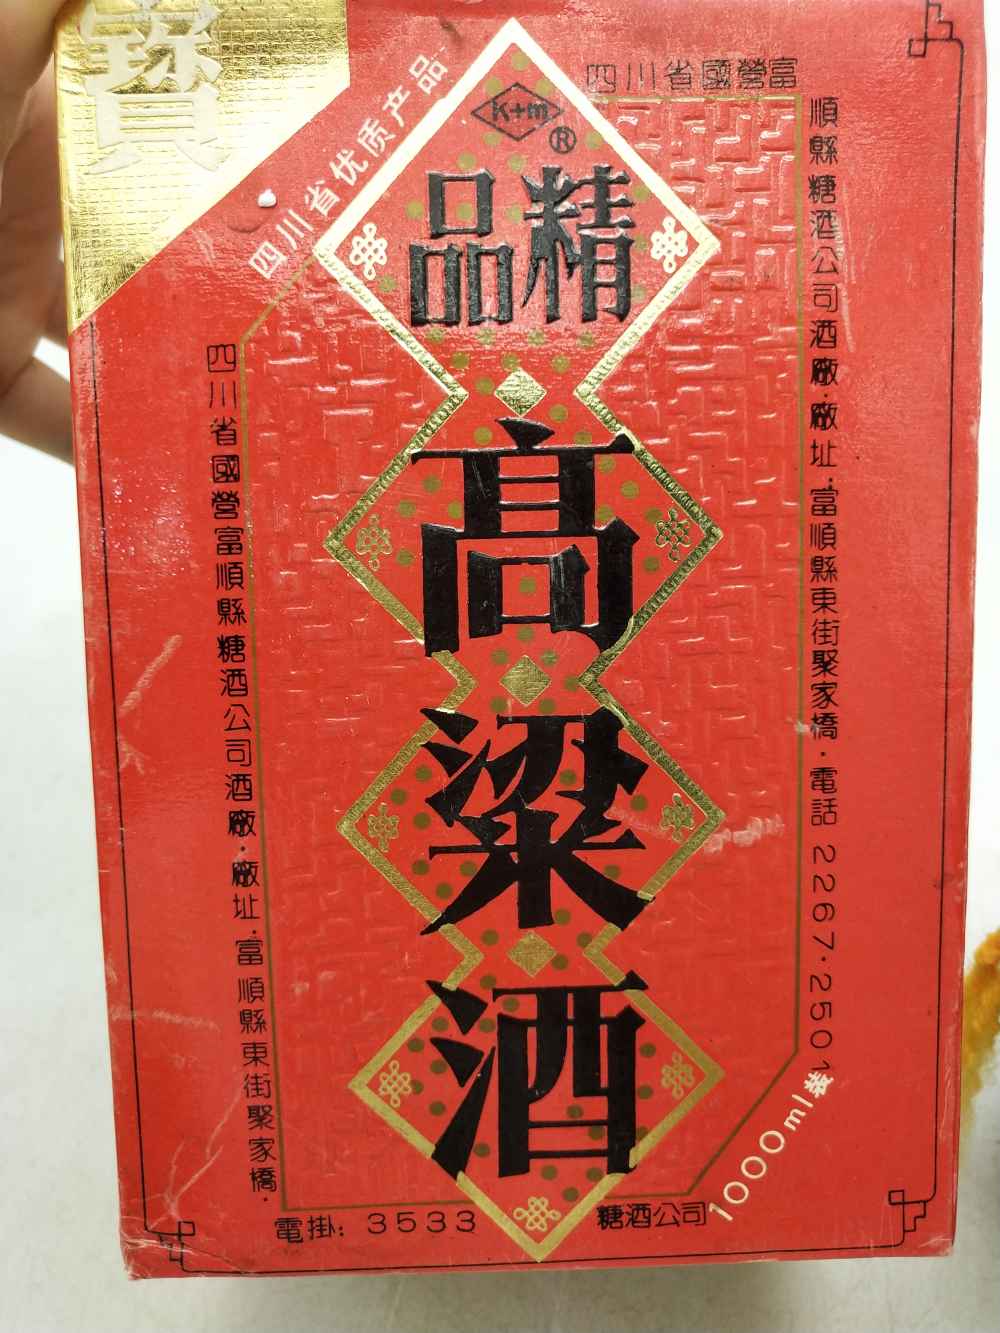 寶
四川省优质产品
K+m
®
精品
高粱酒
四川省國營富
順縣糖酒公司酒廠·廠址:富順縣東街聚家橋·電話 2267·2501
四川省國營富順縣糖酒公司酒廠·廠址:富順縣東街聚家橋·
電掛: 3533
糖酒公司
1000ml裝